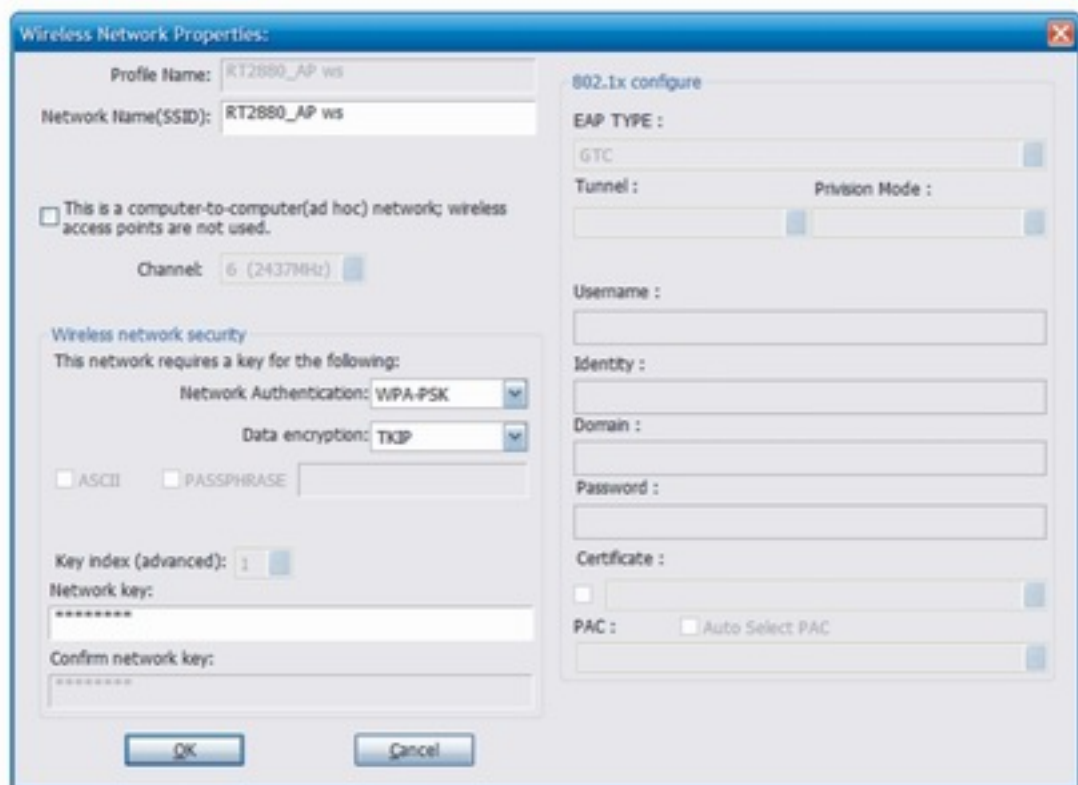 Wireless Network Properties:
Profile Name: RT2880_AP ws
Network Name(SSID): RT2880_AP ws
This is a computer-to-computer(ad hoc) network; wireless
access points are not used.
Channel: 6 (2437MHz)
Wireless network security
This network requires a key for the following:
Network Authentication: WPA-PSK
Data encryption: TKIP
ASCII PASSPHRASE
Key index (advanced): 1
Network key:
********
Confirm network key:
********
OK Cancel
802.1x configure
EAP TYPE :
GTC
Tunnel : Privision Mode :
Username :
Identity :
Domain :
Password :
Certificate :
PAC : Auto Select PAC